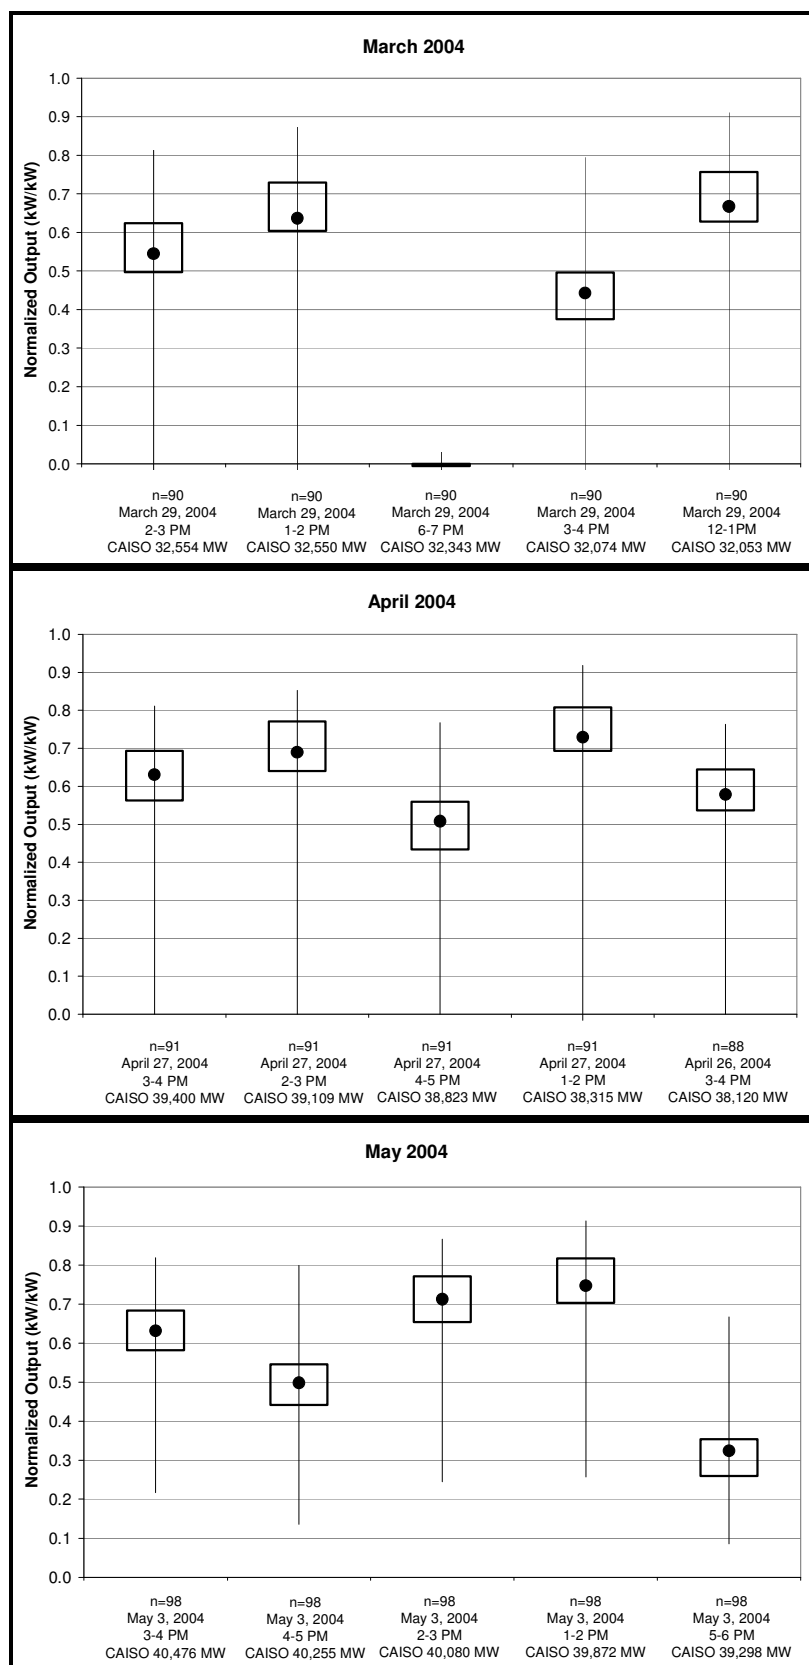 March 2004
Normalized Output (kW/kW)
1.0
0.9
0.8
0.7
0.6
0.5
0.4
0.3
0.2
0.1
0.0
n=90
March 29, 2004
2-3 PM
CAISO 32,554 MW
n=90
March 29, 2004
1-2 PM
CAISO 32,550 MW
n=90
March 29, 2004
6-7 PM
CAISO 32,343 MW
n=90
March 29, 2004
3-4 PM
CAISO 32,074 MW
n=90
March 29, 2004
12-1PM
CAISO 32,053 MW
April 2004
Normalized Output (kW/kW)
1.0
0.9
0.8
0.7
0.6
0.5
0.4
0.3
0.2
0.1
0.0
n=91
April 27, 2004
3-4 PM
CAISO 39,400 MW
n=91
April 27, 2004
2-3 PM
CAISO 39,109 MW
n=91
April 27, 2004
4-5 PM
CAISO 38,823 MW
n=91
April 27, 2004
1-2 PM
CAISO 38,315 MW
n=88
April 26, 2004
3-4 PM
CAISO 38,120 MW
May 2004
Normalized Output (kW/kW)
1.0
0.9
0.8
0.7
0.6
0.5
0.4
0.3
0.2
0.1
0.0
n=98
May 3, 2004
3-4 PM
CAISO 40,476 MW
n=98
May 3, 2004
4-5 PM
CAISO 40,255 MW
n=98
May 3, 2004
2-3 PM
CAISO 40,080 MW
n=98
May 3, 2004
1-2 PM
CAISO 39,872 MW
n=98
May 3, 2004
5-6 PM
CAISO 39,298 MW